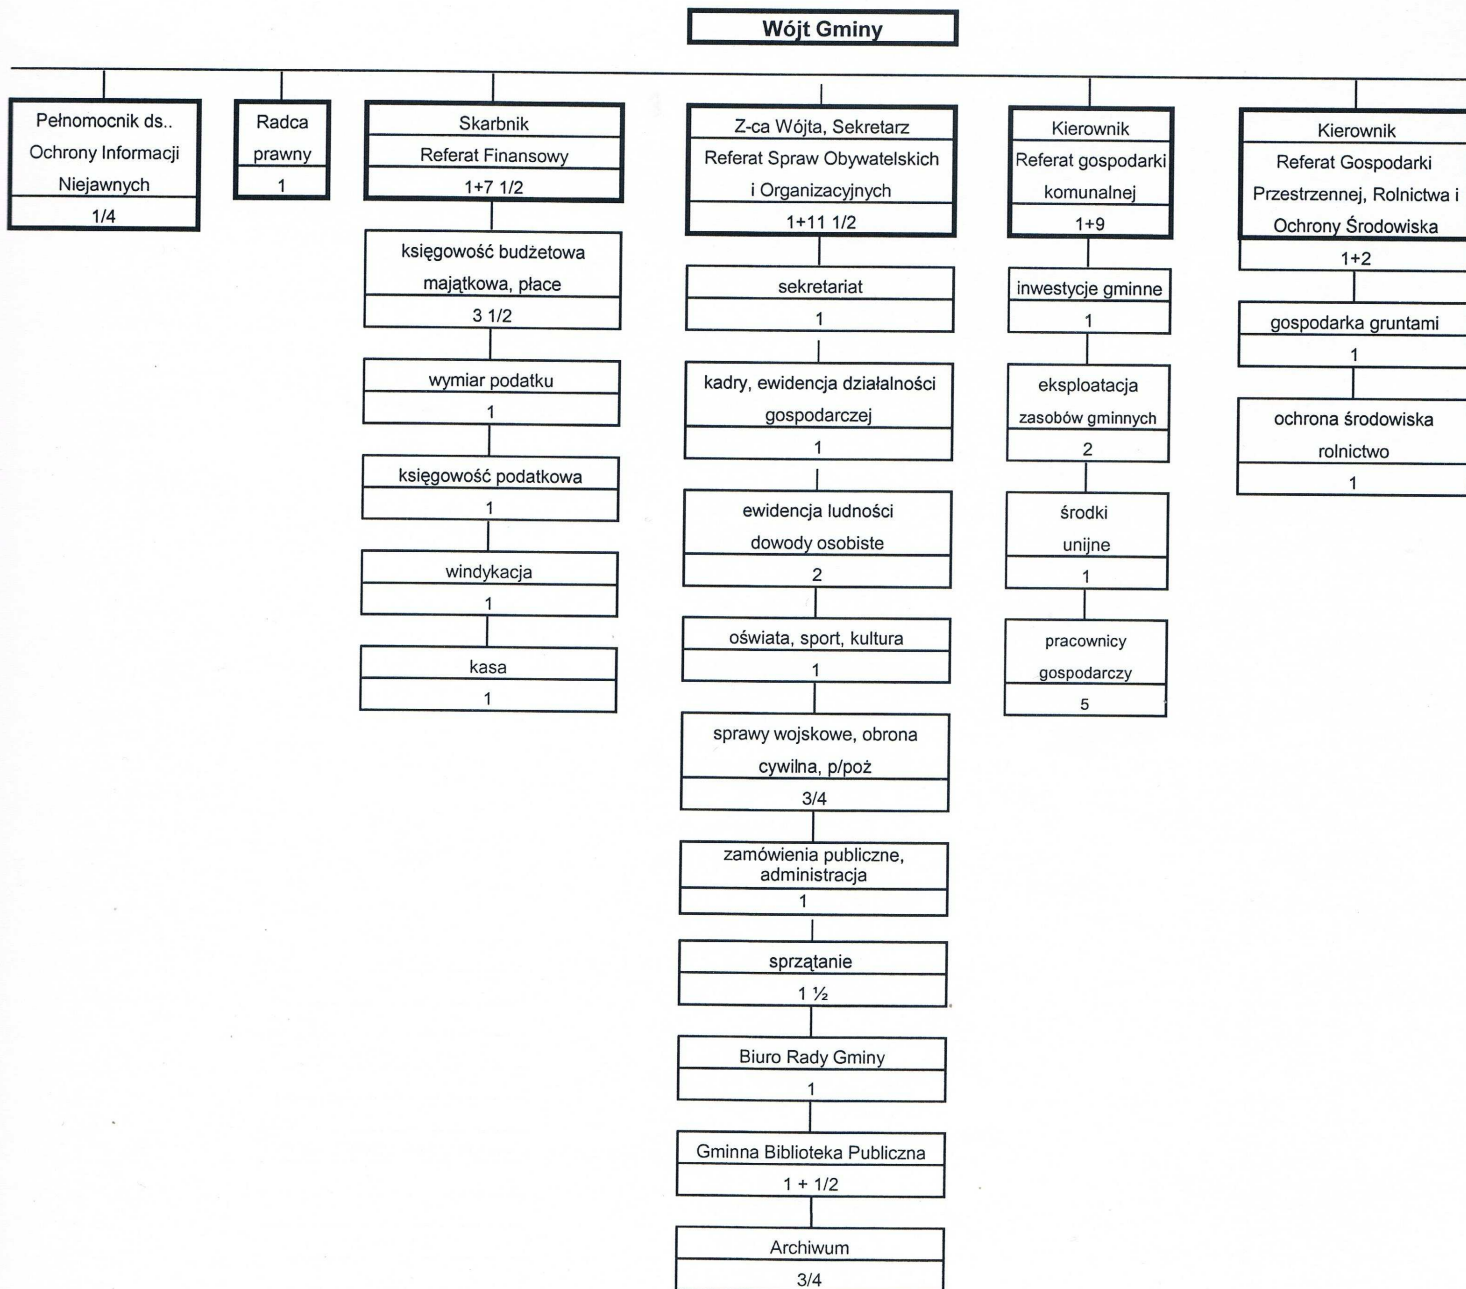 Wójt Gminy
Pełnomocnik ds..
Ochrony Informacji
Niejawnych
1/4
Radca
prawny
1
Skarbnik
Referat Finansowy
1+7 1/2
księgowość budżetowa
majątkowa, płace
3 1/2
wymiar podatku
1
księgowość podatkowa
1
windykacja
1
kasa
1
Z-ca Wójta, Sekretarz
Referat Spraw Obywatelskich
i Organizacyjnych
1+11 1/2
sekretariat
1
kadry, ewidencja działalności
gospodarczej
1
ewidencja ludności
dowody osobiste
2
oświata, sport, kultura
1
sprawy wojskowe, obrona
cywilna, p/poż
3/4
zamówienia publiczne,
administracja
1
sprzątanie
1 ½
Biuro Rady Gminy
1
Gminna Biblioteka Publiczna
1 + 1/2
Archiwum
3/4
Kierownik
Referat gospodarki
komunalnej
1+9
inwestycje gminne
1
eksploatacja
zasobów gminnych
2
środki
unijne
1
pracownicy
gospodarczy
5
Kierownik
Referat Gospodarki
Przestrzennej, Rolnictwa i
Ochrony Środowiska
1+2
gospodarka gruntami
1
ochrona środowiska
rolnictwo
1